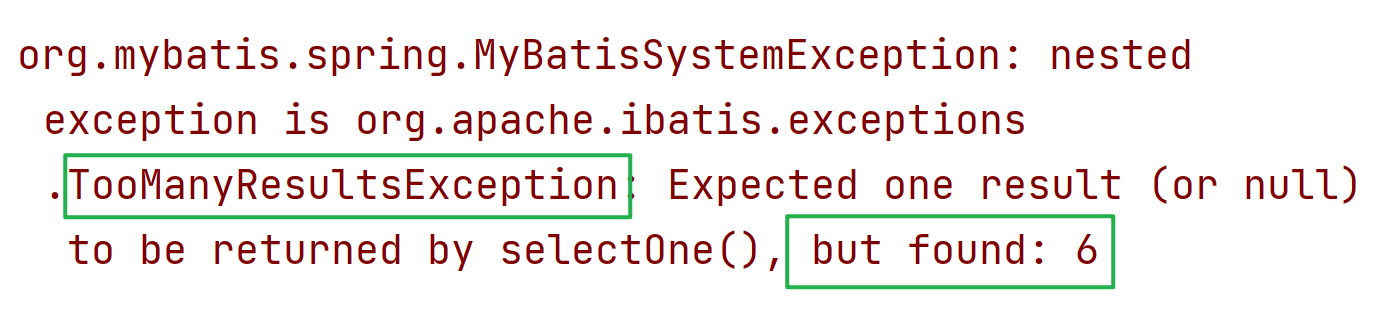 org.mybatis.spring.MyBatisSystemException: nested
exception is org.apache.ibatis.exceptions
.TooManyResultsException: Expected one result (or null)
to be returned by selectOne(), but found: 6